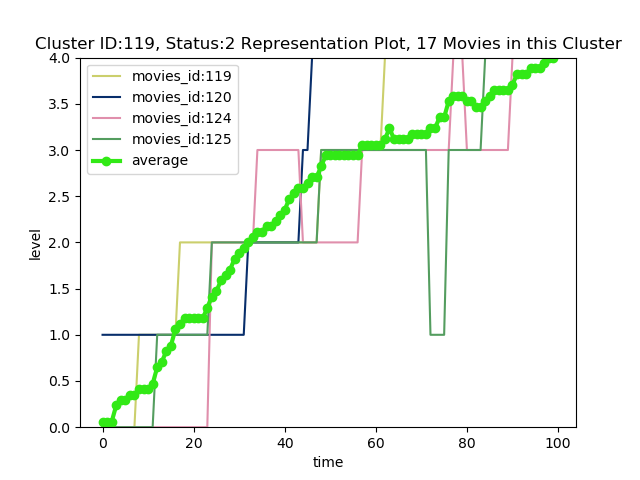 Cluster ID:119, Status:2 Representation Plot, 17 Movies in this Cluster
movies_id:119
movies_id:120
movies_id:124
movies_id:125
average
level
4.0
3.5
3.0
2.5
2.0
1.5
1.0
0.5
0.0
0 20 40 60 80 100
time